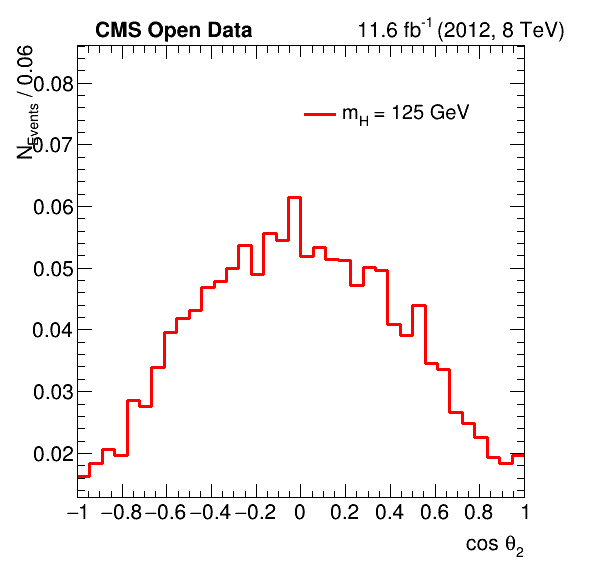 CMS Open Data 11.6 fb⁻¹ (2012, 8 TeV)
N_Events / 0.06
m_H = 125 GeV
0.08
0.07
0.06
0.05
0.04
0.03
0.02
−1 −0.8 −0.6 −0.4 −0.2 0 0.2 0.4 0.6 0.8 1
cos θ₂